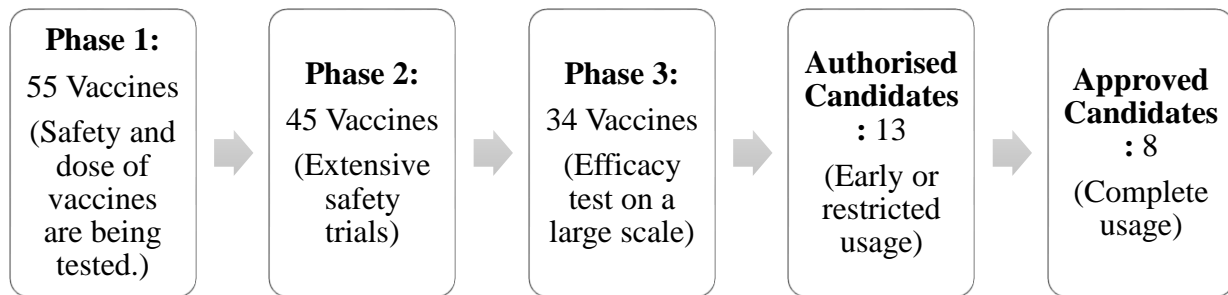 Phase 1:
55 Vaccines
(Safety and
dose of
vaccines
are being
tested.)
Phase 2:
45 Vaccines
(Extensive
safety
trials)
Phase 3:
34 Vaccines
(Efficacy
test on a
large scale)
Authorised
Candidates
: 13
(Early or
restricted
usage)
Approved
Candidates
: 8
(Complete
usage)